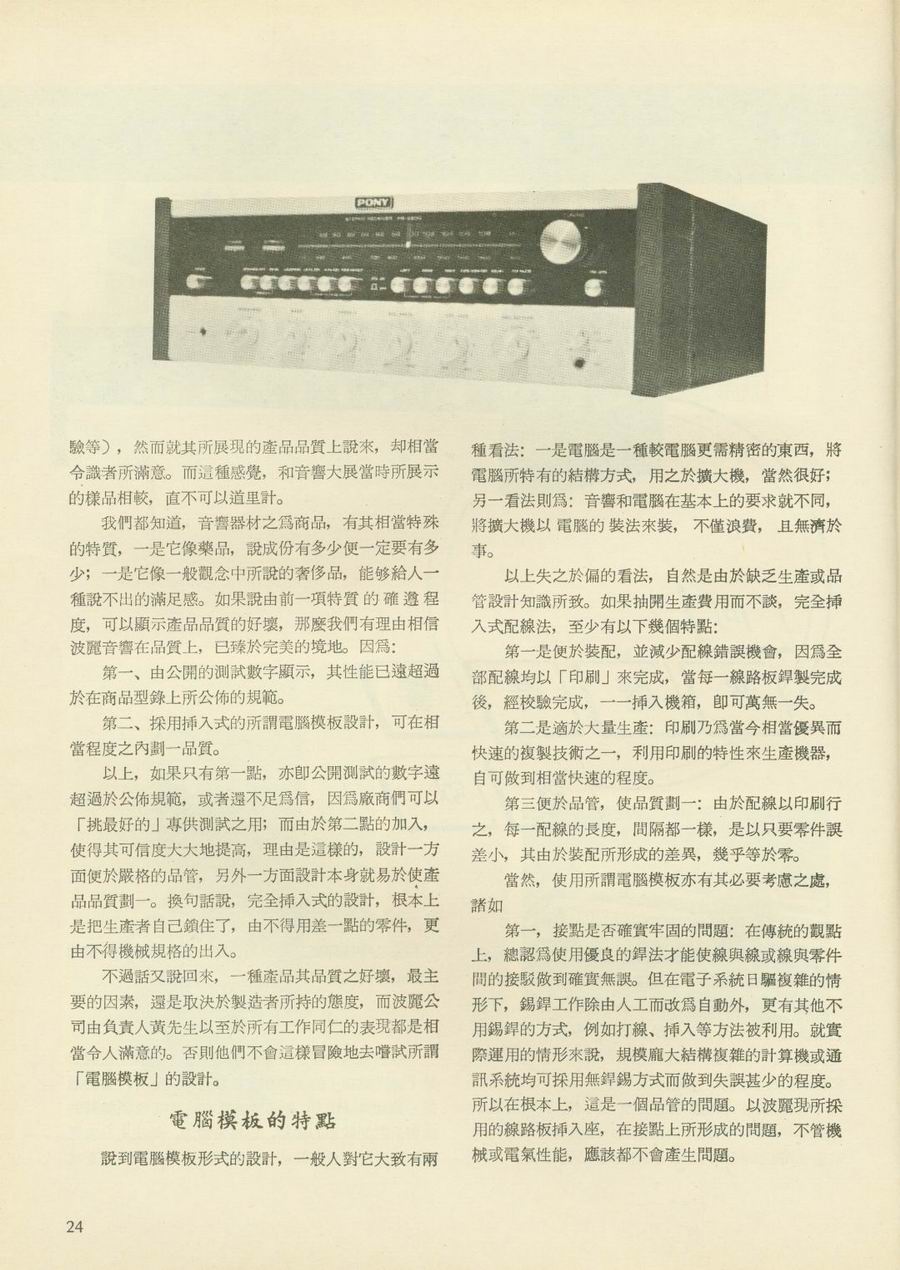 PONY
驗等），然而就其所展現的產品品質上說來，却相當
令識者所滿意。而這種感覺，和音響大展當時所展示
的樣品相較，直不可以道里計。
我們都知道，音響器材之爲商品，有其相當特殊
的特質，一是它像藥品，說成份有多少便一定要有多
少；一是它像一般觀念中所說的奢侈品，能够給人一
種說不出的滿足感。如果說由前一項特質的確遵程
度，可以顯示產品品質的好壞，那麼我們有理由相信
波麗音響在品質上，已臻於完美的境地。因爲：
第一、由公開的測試數字顯示，其性能已遠超過
於在商品型錄上所公佈的規範。
第二、採用揷入式的所謂電腦模板設計，可在相
當程度之內劃一品質。
以上，如果只有第一點，亦卽公開測試的數字遠
超過於公佈規範，或者還不足爲信，因爲廠商們可以
「挑最好的」專供測試之用；而由於第二點的加入，
使得其可信度大大地提高，理由是這樣的，設計一方
面便於嚴格的品管，另外一方面設計本身就易於使產
品品質劃一。換句話說，完全揷入式的設計，根本上
是把生產者自己鎖住了，由不得用差一點的零件，更
由不得機械規格的出入。
不過話又說回來，一種產品其品質之好壞，最主
要的因素，還是取決於製造者所持的態度，而波麗公
司由負責人黃先生以至於所有工作同仁的表現都是相
當令人滿意的。否則他們不會這樣冒險地去嚐試所謂
「電腦模板」的設計。
電腦模板的特點
說到電腦模板形式的設計，一般人對它大致有兩
種看法：一是電腦是一種較電腦更需精密的東西，將
電腦所特有的結構方式，用之於擴大機，當然很好；
另一看法則爲：音響和電腦在基本上的要求就不同，
將擴大機以電腦的裝法來裝，不僅浪費，且無濟於
事。
以上失之於偏的看法，自然是由於缺乏生產或品
管設計知識所致。如果抽開生產費用而不談，完全揷
入式配線法，至少有以下幾個特點：
第一是便於裝配，並減少配線錯誤機會，因爲全
部配線均以「印刷」來完成，當每一線路板銲製完成
後，經校驗完成，一一揷入機箱，卽可萬無一失。
第二是適於大量生產：印刷乃爲當今相當優異而
快速的複製技術之一，利用印刷的特性來生產機器，
自可做到相當快速的程度。
第三便於品管，使品質劃一：由於配線以印刷行
之，每一配線的長度，間隔都一樣，是以只要零件誤
差小，其由於裝配所形成的差異，幾乎等於零。
當然，使用所謂電腦模板亦有其必要考慮之處，
諸如
第一，接點是否確實牢固的問題：在傳統的觀點
上，總認爲使用優良的銲法才能使線與線或線與零件
間的接駁做到確實無誤。但在電子系統日驅複雜的情
形下，錫銲工作除由人工而改爲自動外，更有其他不
用錫銲的方式，例如打線、揷入等方法被利用。就實
際運用的情形來說，規模龐大結構複雜的計算機或通
訊系統均可採用無銲錫方式而做到失誤甚少的程度。
所以在根本上，這是一個品管的問題。以波麗現所採
用的線路板揷入座，在接點上所形成的問題，不管機
械或電氣性能，應該都不會產生問題。
24